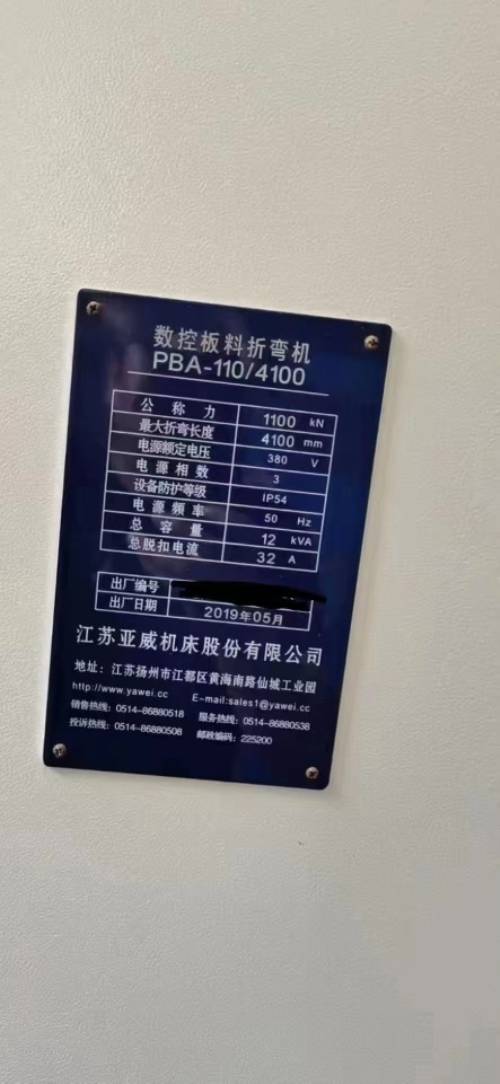 数控板料折弯机
PBA-110/4100
公称力 1100 kN
最大折弯长度 4100 mm
电源额定电压 380 V
电源相数 3
设备防护等级 IP54
电源频率 50 Hz
总容量 12 kVA
总脱扣电流 32 A
出厂编号
出厂日期 2019年05月
江苏亚威机床股份有限公司
地址：江苏扬州市江都区黄海南路仙城工业园
http://www.yawei.cc E-mail:sales1@yawei.cc
销售热线：0514-86880518 服务热线：0514-86880538
投诉热线：0514-86880508 邮政编码：225200